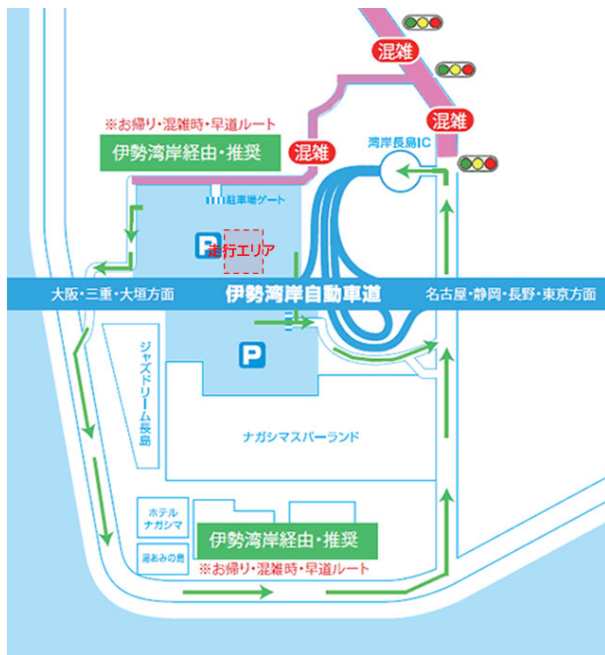 混雑
※お帰り・混雑時・早道ルート
混雑
伊勢湾岸経由・推奨
混雑
湾岸長島IC
駐車場ゲート
P
走行エリア
大阪・三重・大垣方面
伊勢湾岸自動車道
名古屋・静岡・長野・東京方面
P
ジャズドリーム長島
ナガシマスパーランド
ホテル
ナガシマ
伊勢湾岸経由・推奨
湯あみの島
※お帰り・混雑時・早道ルート